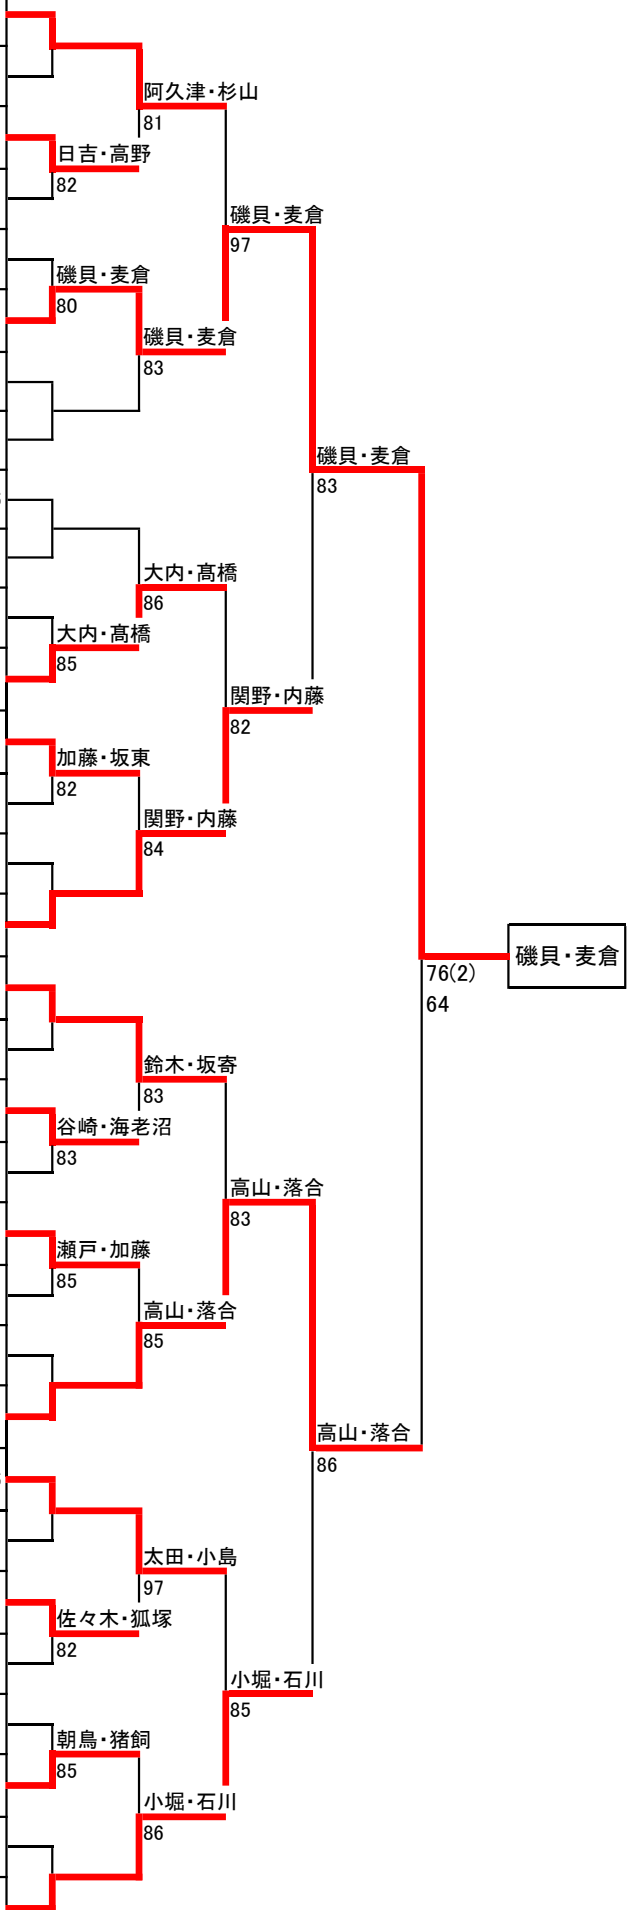 阿久津・杉山
81
日吉・高野
82
磯貝・麦倉
97
磯貝・麦倉
80
磯貝・麦倉
83
磯貝・麦倉
83
大内・髙橋
86
大内・髙橋
85
関野・内藤
82
加藤・坂東
82
関野・内藤
84
磯貝・麦倉
76(2)
64
鈴木・坂寄
83
谷崎・海老沼
83
高山・落合
83
瀬戸・加藤
85
高山・落合
85
高山・落合
86
太田・小島
97
佐々木・狐塚
82
小堀・石川
85
朝鳥・猪飼
85
小堀・石川
86